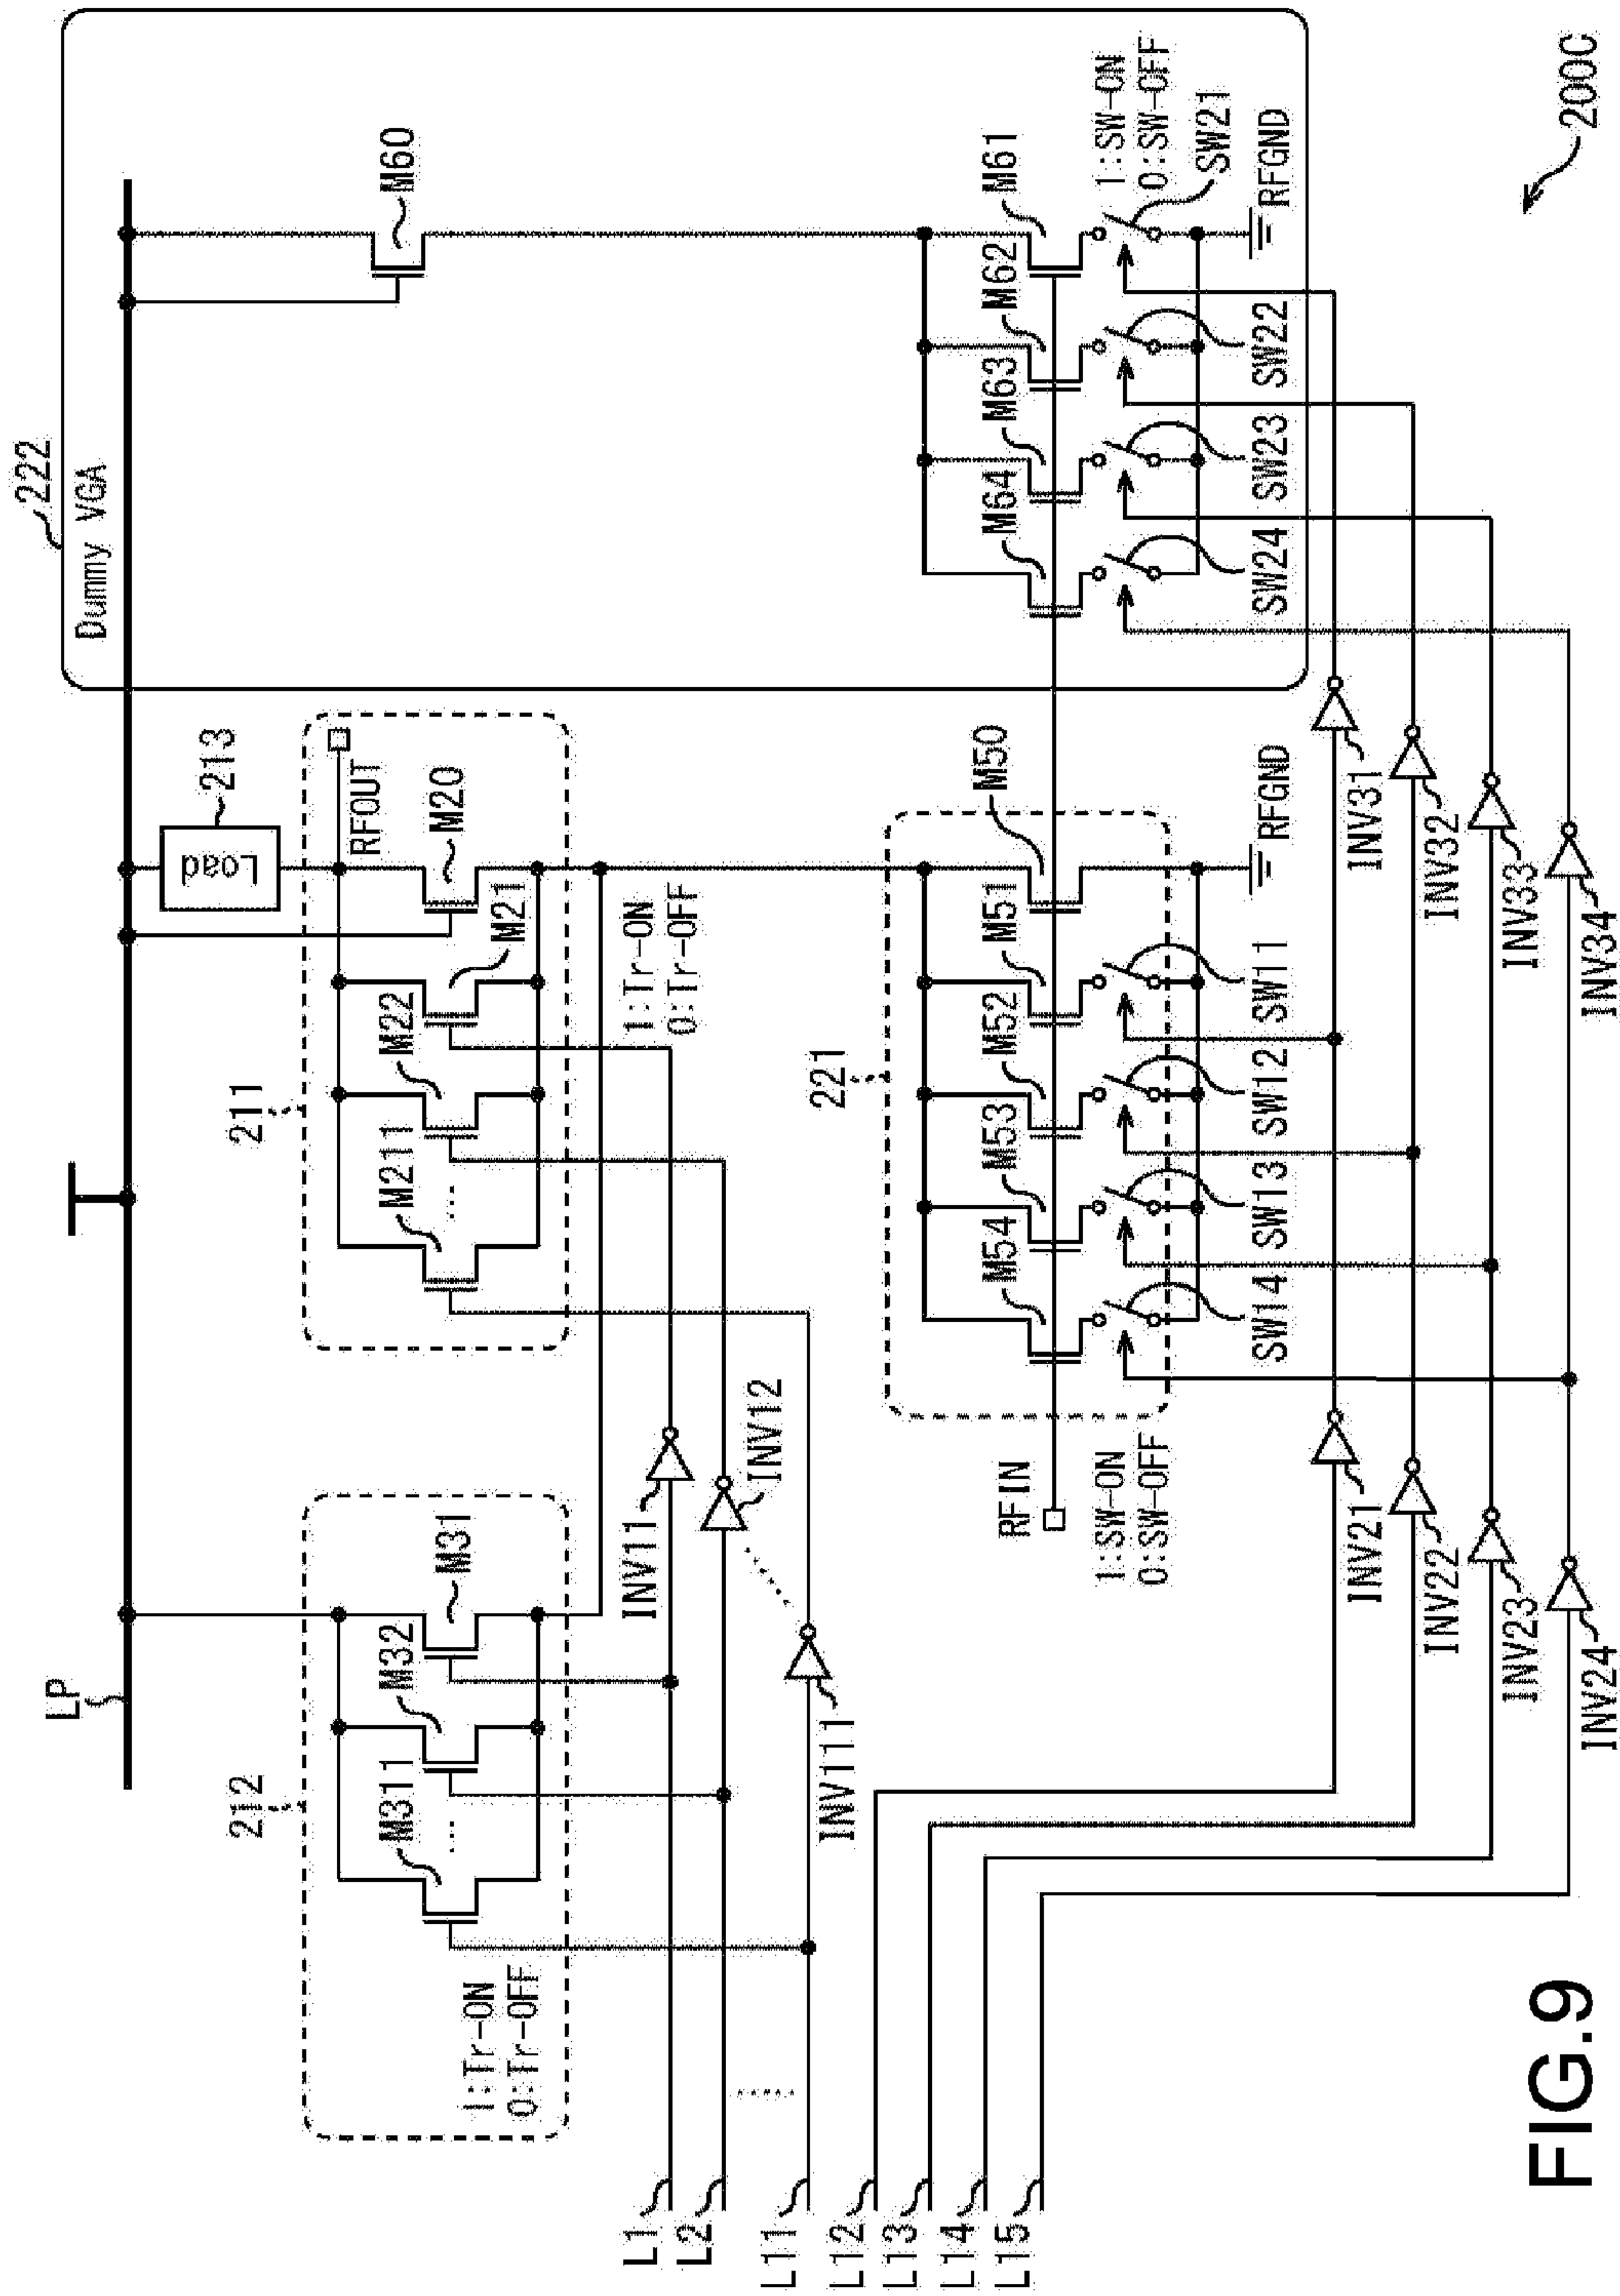 222
Dummy VGA
M60
M61
M62
M63
M64
1:SW-ON
0:SW-OFF
SW21
SW22
SW23
SW24
RFGND
2000C
213
Load
RFOUT
M20
M21
M22
M211
...
211
1:Tr-ON
0:Tr-OFF
M50
M51
M52
M53
M54
221
SW11
SW12
SW13
SW14
RFGND
INV31
INV32
INV33
INV34
LP
212
M31
M32
M311
...
1:Tr-ON
0:Tr-OFF
INV11
INV12
INV111
RFIN
1:SW-ON
0:SW-OFF
INV21
INV22
INV23
INV24
L1
L2
L11
L12
L13
L14
L15
FIG.9